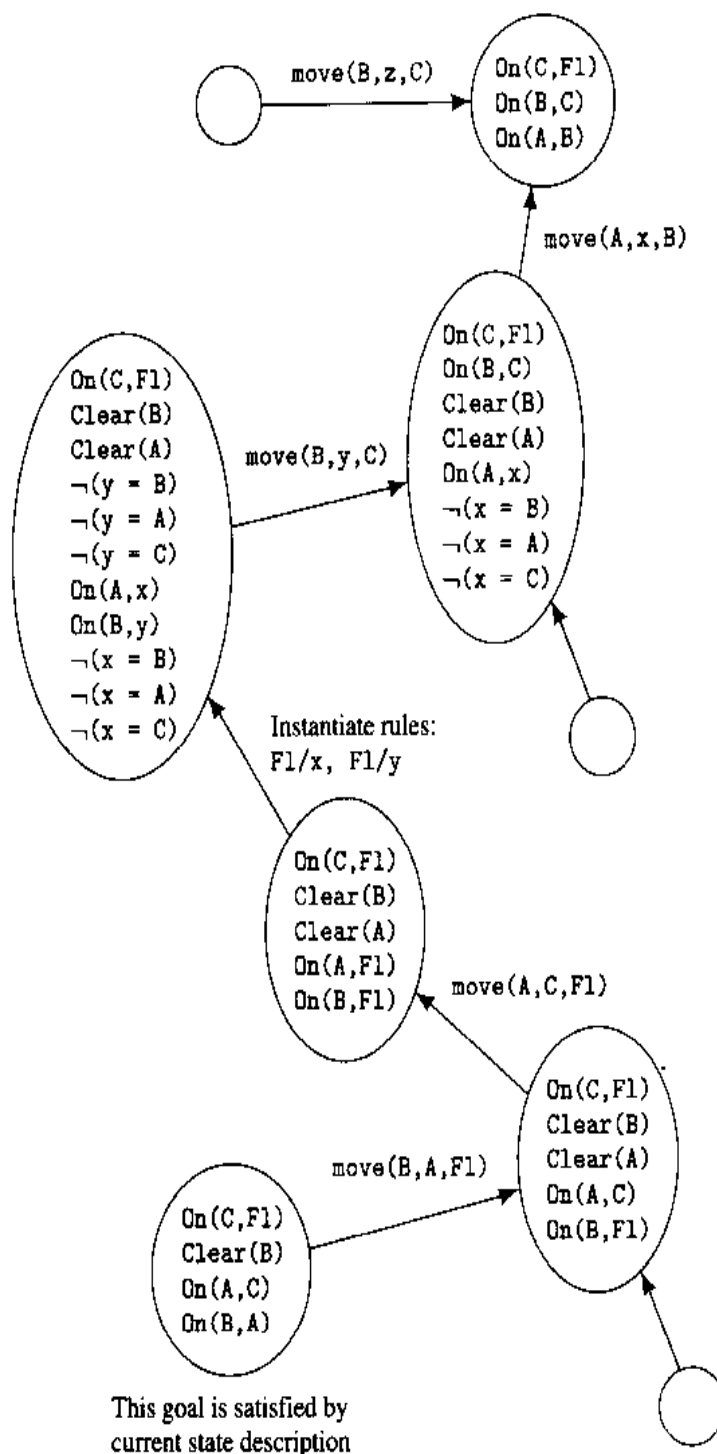 move(B,z,C)
On(C,Fl)
On(B,C)
On(A,B)
move(A,x,B)
On(C,Fl)
On(B,C)
Clear(B)
Clear(A)
On(A,x)
¬(x = B)
¬(x = A)
¬(x = C)
move(B,y,C)
On(C,Fl)
Clear(B)
Clear(A)
¬(y = B)
¬(y = A)
¬(y = C)
On(A,x)
On(B,y)
¬(x = B)
¬(x = A)
¬(x = C)
Instantiate rules:
Fl/x, Fl/y
On(C,Fl)
Clear(B)
Clear(A)
On(A,Fl)
On(B,Fl)
move(A,C,Fl)
On(C,Fl)
Clear(B)
Clear(A)
On(A,C)
On(B,Fl)
move(B,A,Fl)
On(C,Fl)
Clear(B)
On(A,C)
On(B,A)
This goal is satisfied by
current state description